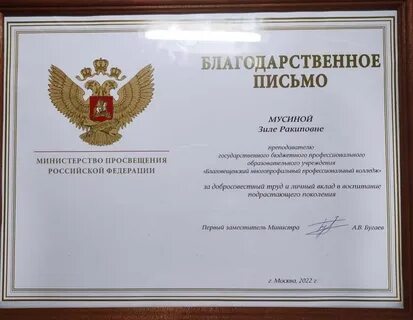 БЛАГОДАРСТВЕННОЕ
ПИСЬМО
МУСИНОЙ
Зиле Ракиповне
преподавателю
государственного бюджетного профессионального
образовательного учреждения
«Благовещенский многопрофильный профессиональный колледж»
за добросовестный труд и личный вклад в воспитание
подрастающего поколения
Первый заместитель Министра
А.В. Бугаев
г. Москва, 2022 г.
МИНИСТЕРСТВО ПРОСВЕЩЕНИЯ
РОССИЙСКОЙ ФЕДЕРАЦИИ